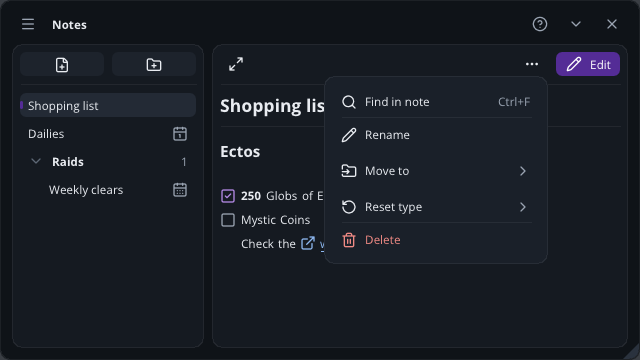 Notes
Edit
Shopping list
Dailies
Raids 1
Weekly clears
Shopping lis
Ectos
250 Globs of E
Mystic Coins
Check the
Find in note Ctrl+F
Rename
Move to
Reset type
Delete